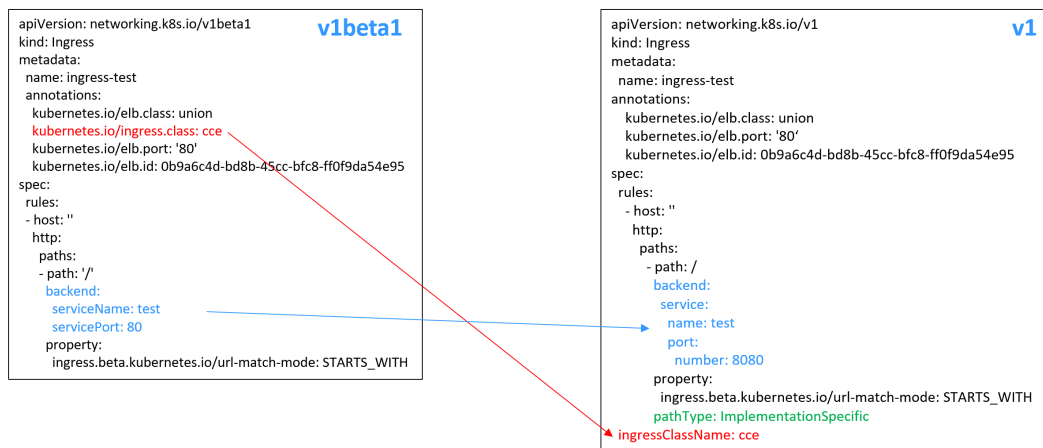 apiVersion: networking.k8s.io/v1beta1
v1beta1
kind: Ingress
metadata:
name: ingress-test
annotations:
kubernetes.io/elb.class: union
kubernetes.io/ingress.class: cce
kubernetes.io/elb.port: '80'
kubernetes.io/elb.id: 0b9a6c4d-bd8b-45cc-bfc8-ff0f9da54e95
spec:
rules:
- host: ''
http:
paths:
- path: '/'
backend:
serviceName: test
servicePort: 80
property:
ingress.beta.kubernetes.io/url-match-mode: STARTS_WITH
apiVersion: networking.k8s.io/v1
v1
kind: Ingress
metadata:
name: ingress-test
annotations:
kubernetes.io/elb.class: union
kubernetes.io/elb.port: '80‘
kubernetes.io/elb.id: 0b9a6c4d-bd8b-45cc-bfc8-ff0f9da54e95
spec:
rules:
- host: ''
http:
paths:
- path: /
backend:
service:
name: test
port:
number: 8080
property:
ingress.beta.kubernetes.io/url-match-mode: STARTS_WITH
pathType: ImplementationSpecific
ingressClassName: cce